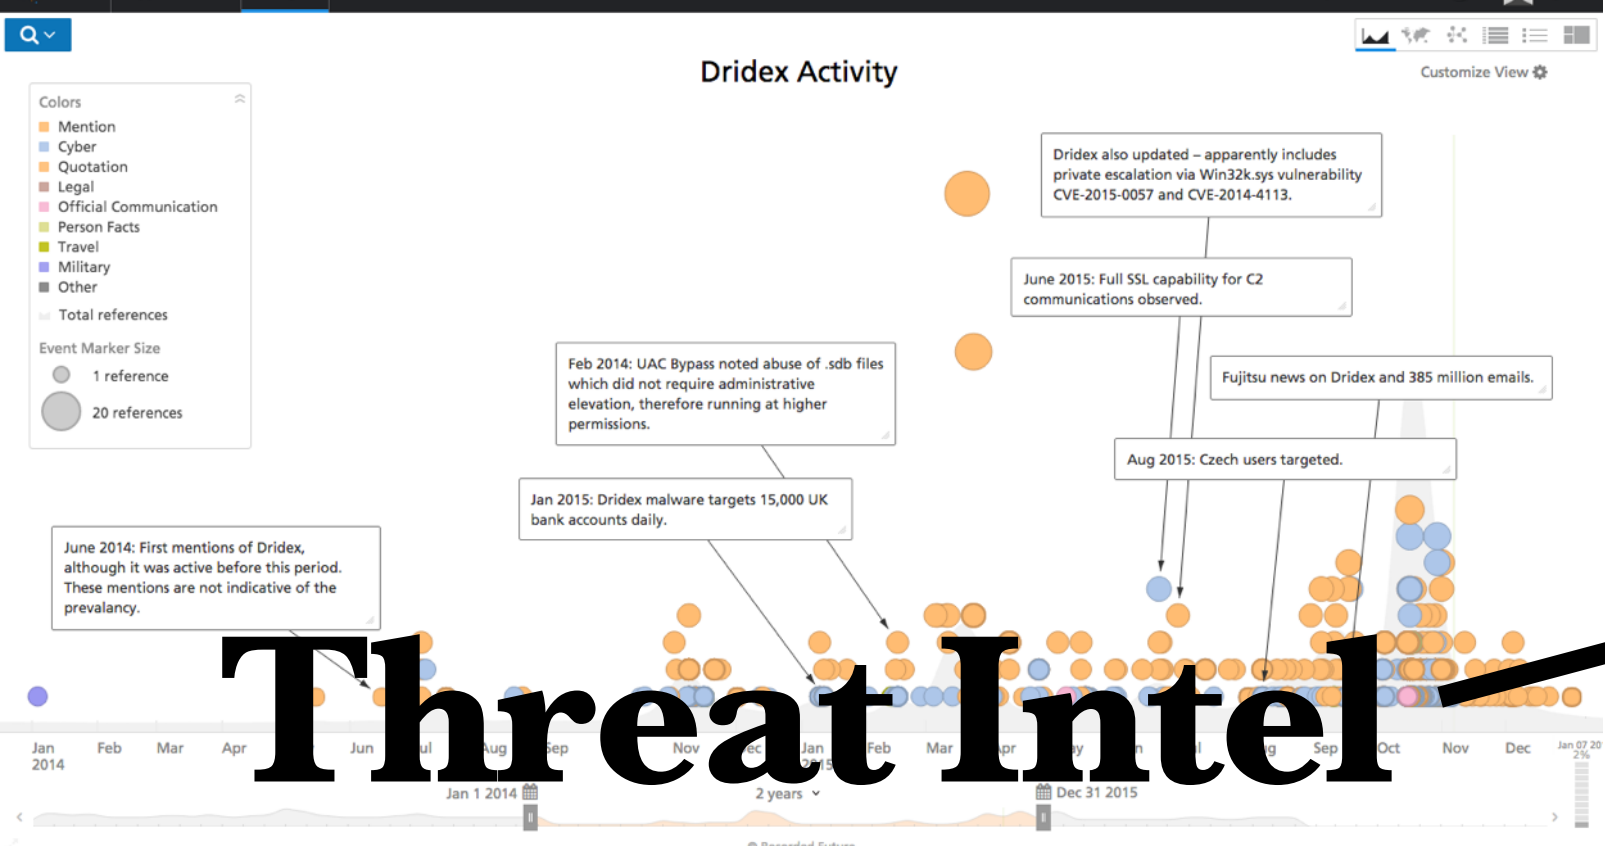 Dridex Activity
Customize View
Colors
Mention
Cyber
Quotation
Legal
Official Communication
Person Facts
Travel
Military
Other
Total references
Event Marker Size
1 reference
20 references
Dridex also updated – apparently includes
private escalation via Win32k.sys vulnerability
CVE-2015-0057 and CVE-2014-4113.
June 2015: Full SSL capability for C2
communications observed.
Feb 2014: UAC Bypass noted abuse of .sdb files
which did not require administrative
elevation, therefore running at higher
permissions.
Fujitsu news on Dridex and 385 million emails.
Aug 2015: Czech users targeted.
Jan 2015: Dridex malware targets 15,000 UK
bank accounts daily.
June 2014: First mentions of Dridex,
although it was active before this period.
These mentions are not indicative of the
prevalancy.
Threat Intel
Jan Feb Mar Apr Jun Aug Sep Nov Jan Feb Mar Sep Oct Nov Dec Jan 07
2014 2015 2%
Jan 1 2014 2 years Dec 31 2015